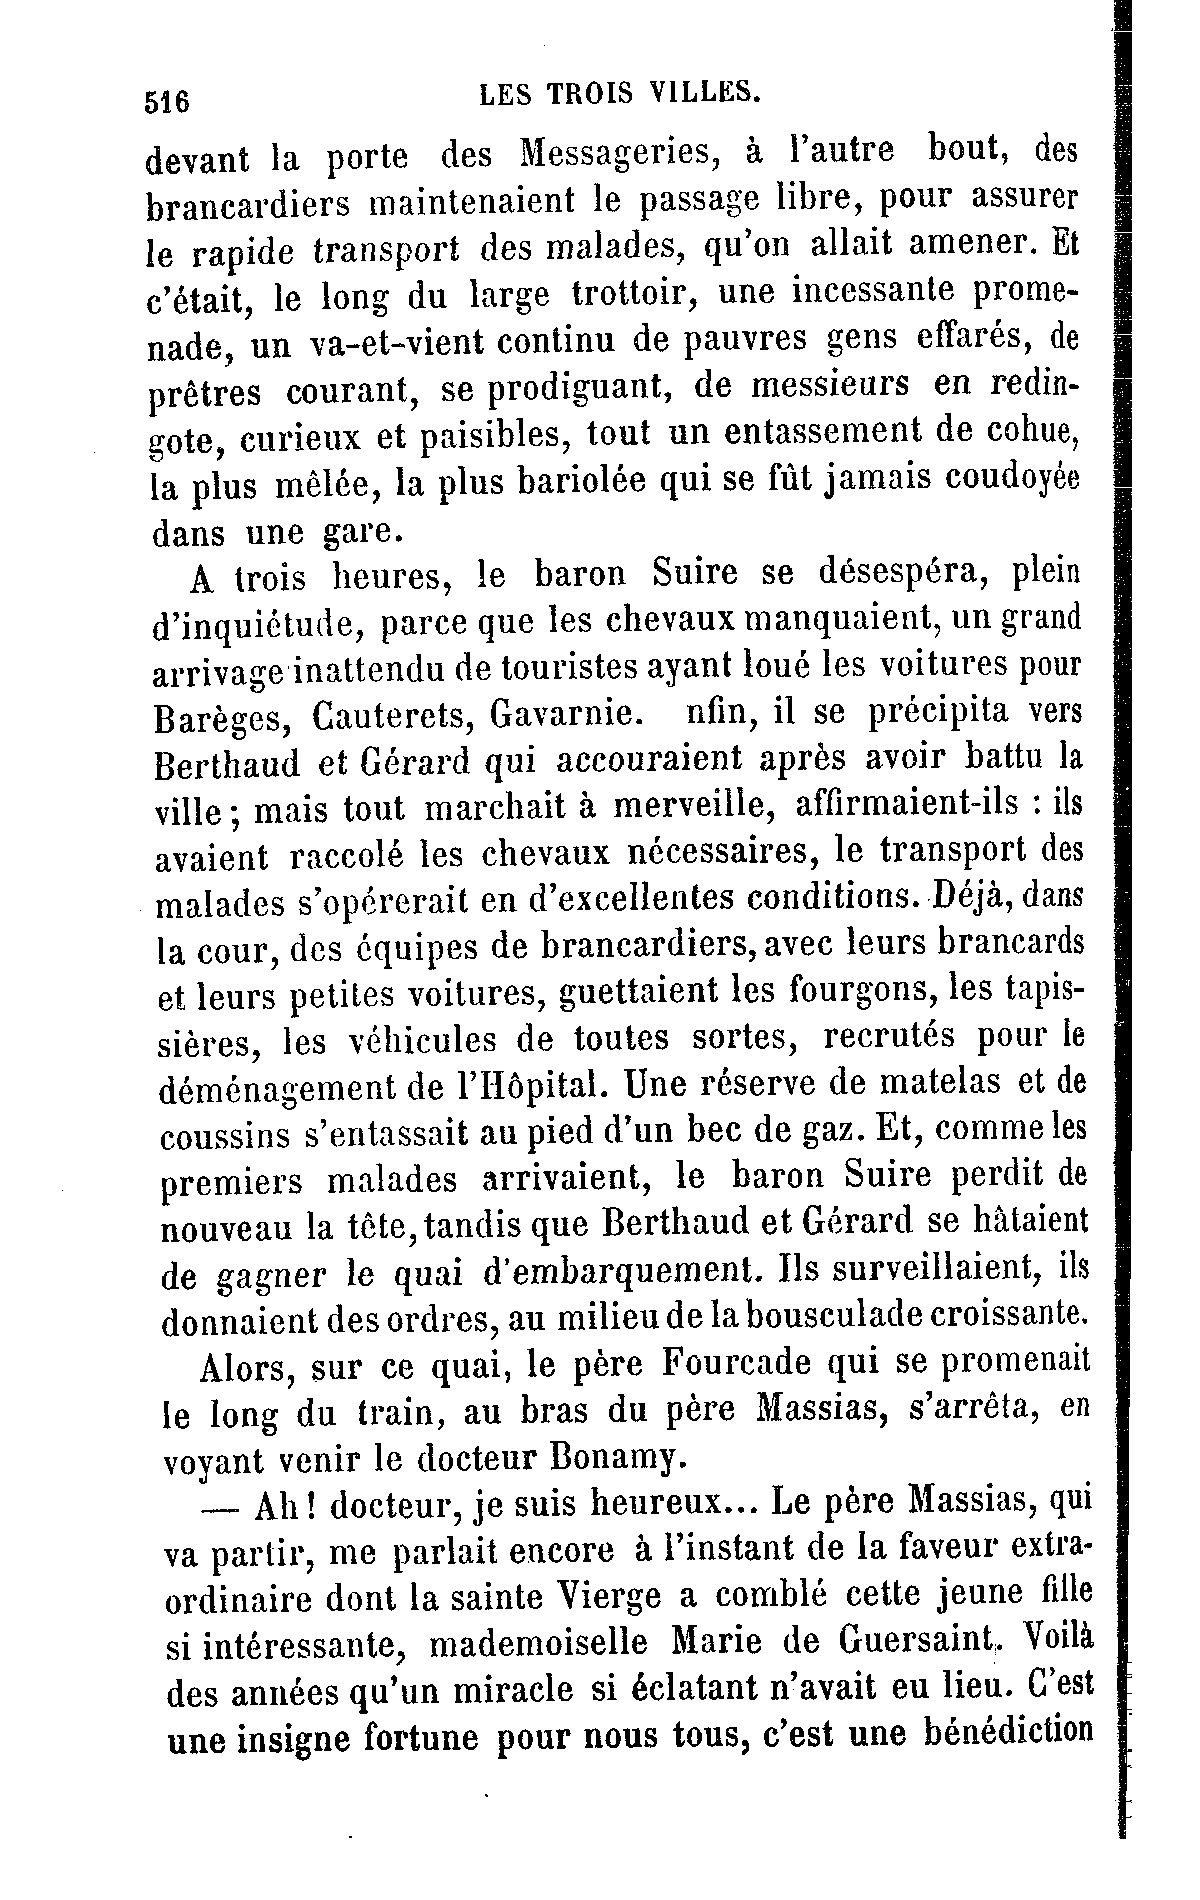 516 LES TROIS VILLES.
devant la porte des Messageries, à l'autre bout, des
brancardiers maintenaient le passage libre, pour assurer
le rapide transport des malades, qu'on allait amener. Et
c'était, le long du large trottoir, une incessante prome-
nade, un va-et-vient continu de pauvres gens effarés, de
prêtres courant, se prodiguant, de messieurs en redin-
gote, curieux et paisibles, tout un entassement de cohue,
la plus mêlée, la plus bariolée qui se fût jamais coudoyée
dans une gare.
A trois heures, le baron Suire se désespéra, plein
d'inquiétude, parce que les chevaux manquaient, un grand
arrivage inattendu de touristes ayant loué les voitures pour
Barèges, Cauterets, Gavarnie. nfin, il se précipita vers
Berthaud et Gérard qui accouraient après avoir battu la
ville ; mais tout marchait à merveille, affirmaient-ils : ils
avaient raccolé les chevaux nécessaires, le transport des
malades s'opérerait en d'excellentes conditions. Déjà, dans
la cour, des équipes de brancardiers, avec leurs brancards
et leurs petites voitures, guettaient les fourgons, les tapis-
sières, les véhicules de toutes sortes, recrutés pour le
déménagement de l'Hôpital. Une réserve de matelas et de
coussins s'entassait au pied d'un bec de gaz. Et, comme les
premiers malades arrivaient, le baron Suire perdit de
nouveau la tête, tandis que Berthaud et Gérard se hâtaient
de gagner le quai d'embarquement. Ils surveillaient, ils
donnaient des ordres, au milieu de la bousculade croissante.
Alors, sur ce quai, le père Fourcade qui se promenait
le long du train, au bras du père Massias, s'arrêta, en
voyant venir le docteur Bonamy.
— Ah ! docteur, je suis heureux... Le père Massias, qui
va partir, me parlait encore à l'instant de la faveur extra-
ordinaire dont la sainte Vierge a comblé cette jeune fille
si intéressante, mademoiselle Marie de Guersaint. Voilà
des années qu'un miracle si éclatant n'avait eu lieu. C'est
une insigne fortune pour nous tous, c'est une bénédiction